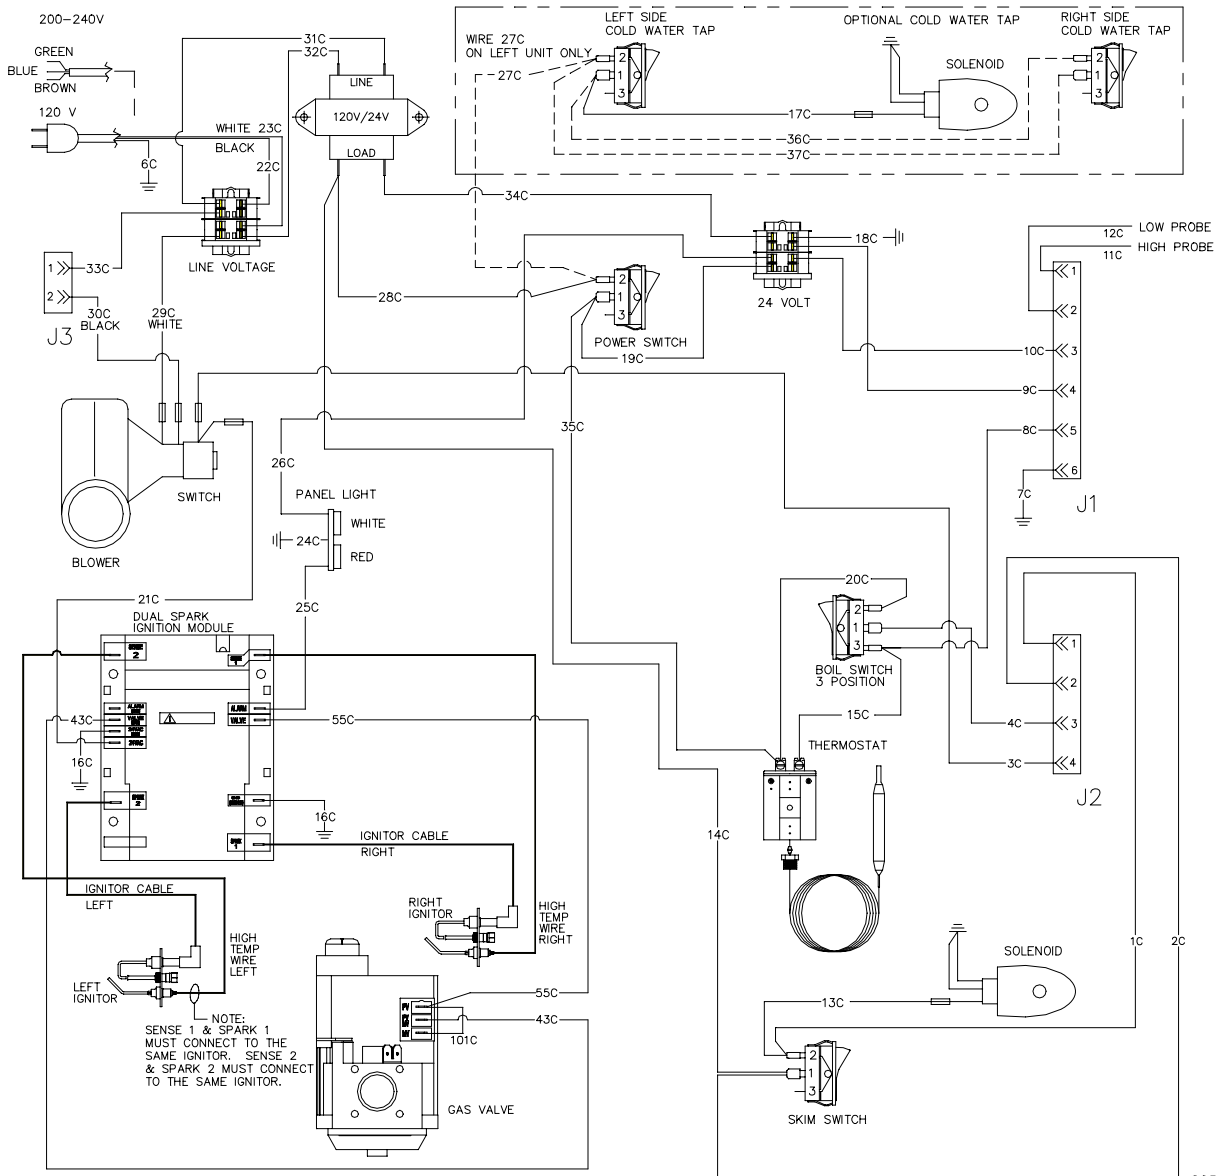 200-240V
GREEN
BLUE
BROWN
120 V
WHITE 23C
BLACK
6C
22C
31C
32C
LINE
120V/24V
LOAD
WIRE 27C
ON LEFT UNIT ONLY
27C
LEFT SIDE
COLD WATER TAP
2
1
3
OPTIONAL COLD WATER TAP
SOLENOID
RIGHT SIDE
COLD WATER TAP
2
1
3
17C
36C
37C
34C
18C
12C
LOW PROBE
HIGH PROBE
11C
LINE VOLTAGE
1
33C
2
30C
BLACK
29C
WHITE
J3
28C
2
1
3
POWER SWITCH
19C
24 VOLT
1
2
10C
3
9C
4
8C
5
6
7C
J1
35C
26C
SWITCH
BLOWER
PANEL LIGHT
WHITE
24C
RED
25C
21C
DUAL SPARK
IGNITION MODULE
SENSE
2
SENSE
1
ALARM
VALVE
43C
16C
55C
16C
SPARK
1
IGNITOR CABLE
RIGHT
IGNITOR CABLE
LEFT
20C
2
1
3
BOIL SWITCH
3 POSITION
15C
THERMOSTAT
1
2
4C
3
3C
4
J2
14C
RIGHT
IGNITOR
HIGH
TEMP
WIRE
RIGHT
HIGH
TEMP
WIRE
LEFT
LEFT
IGNITOR
NOTE:
SENSE 1 & SPARK 1
MUST CONNECT TO THE
SAME IGNITOR.  SENSE 2
& SPARK 2 MUST CONNECT
TO THE SAME IGNITOR.
55C
43C
101C
GAS VALVE
SOLENOID
13C
1C
2C
2
1
3
SKIM SWITCH